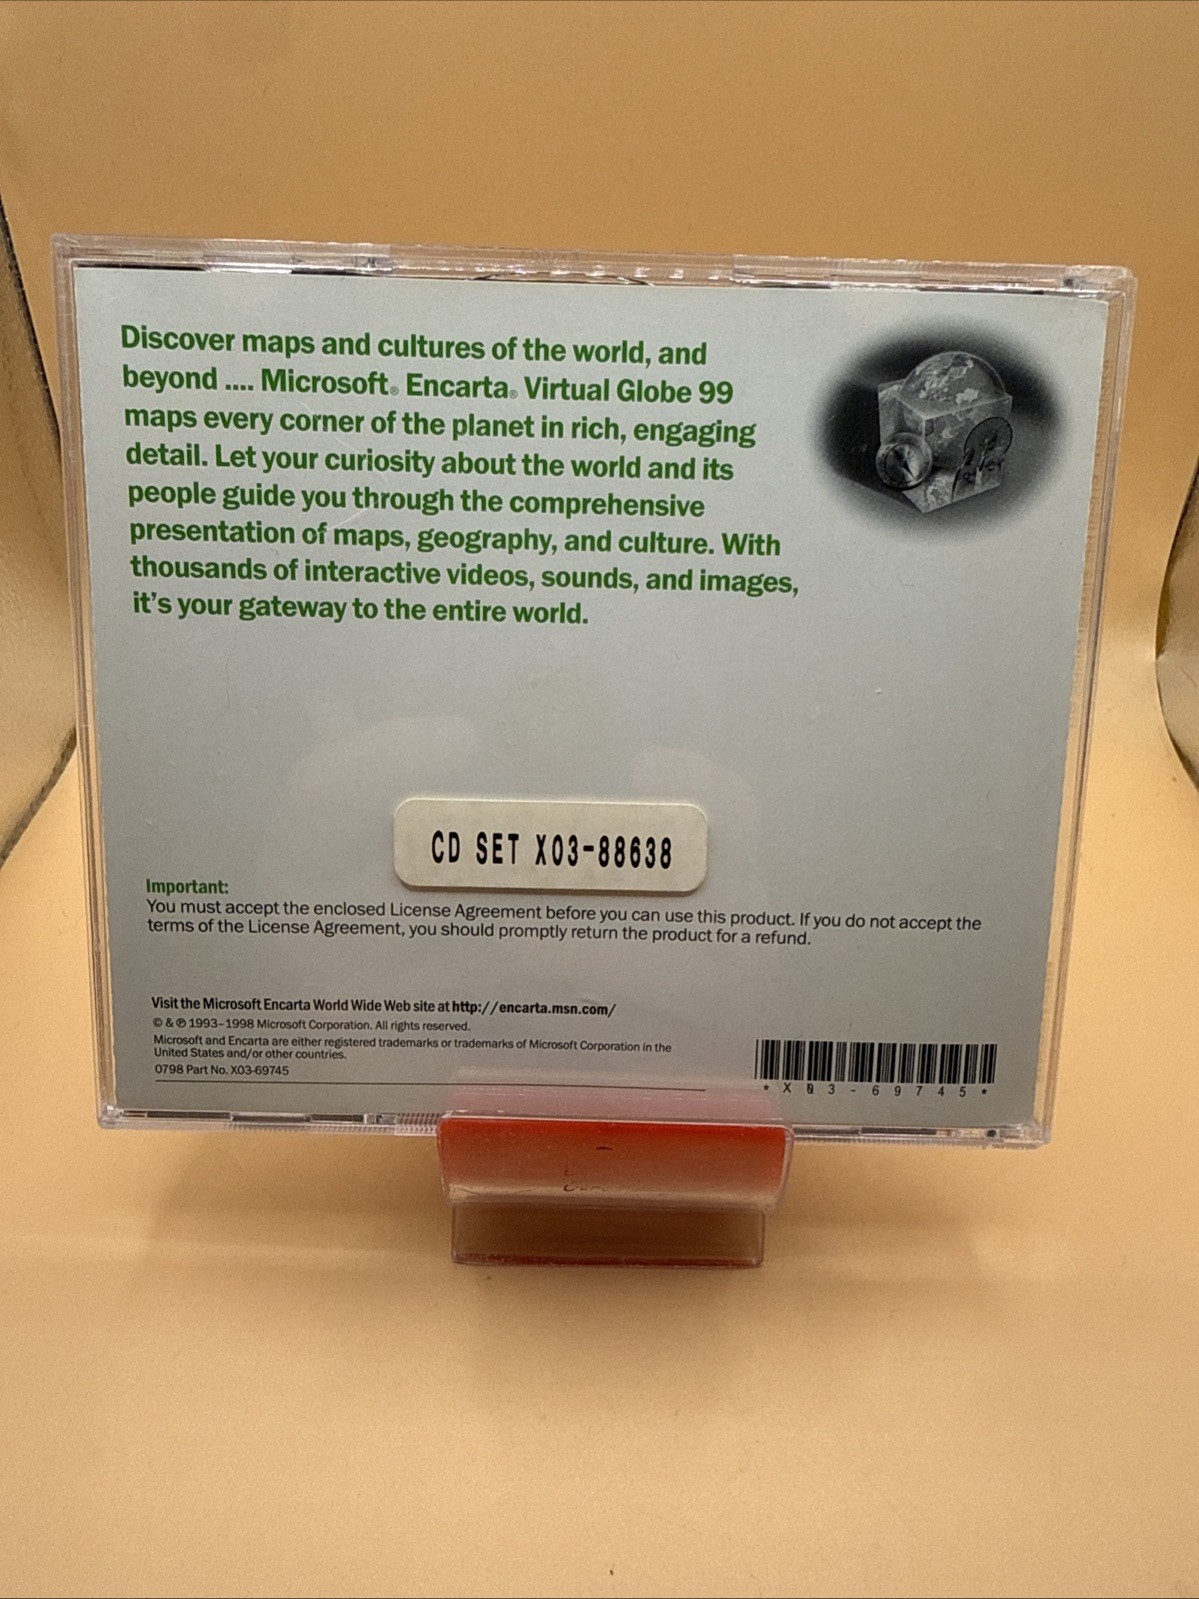 Discover maps and cultures of the world, and
beyond .... Microsoft® Encarta® Virtual Globe 99
maps every corner of the planet in rich, engaging
detail. Let your curiosity about the world and its
people guide you through the comprehensive
presentation of maps, geography, and culture. With
thousands of interactive videos, sounds, and images,
it's your gateway to the entire world.
CD SET X03-88638
Important:
You must accept the enclosed License Agreement before you can use this product. If you do not accept the
terms of the License Agreement, you should promptly return the product for a refund.
Visit the Microsoft Encarta World Wide Web site at http://encarta.msn.com/
© & ℗ 1993–1998 Microsoft Corporation. All rights reserved.
Microsoft and Encarta are either registered trademarks or trademarks of Microsoft Corporation in the
United States and/or other countries.
0798 Part No. X03-69745
*X03-69745*